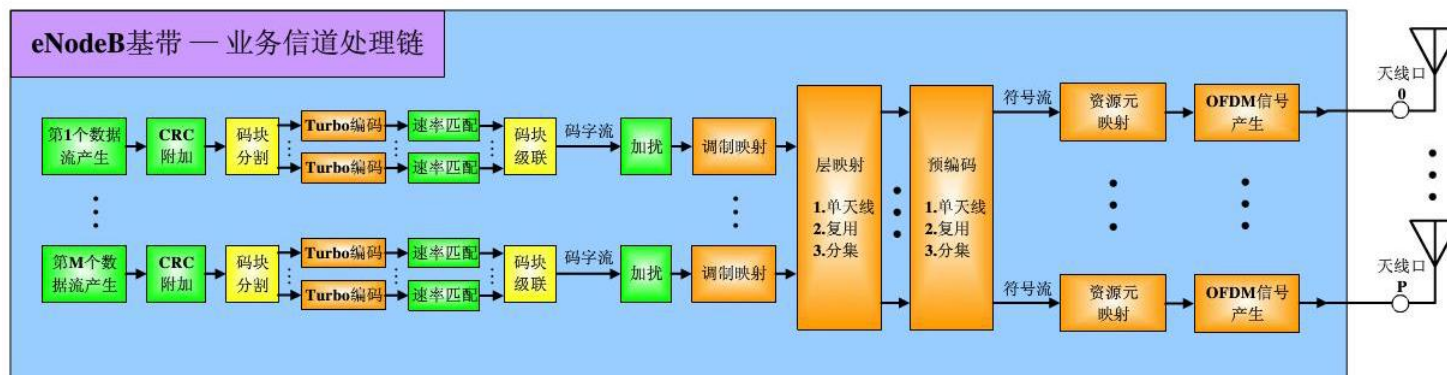 eNodeB基带 — 业务信道处理链
第1个数据
流产生
CRC
附加
码块
分割
Turbo编码
Turbo编码
速率匹配
速率匹配
码块
级联
码字流
加扰
调制映射
层映射
1.单天线
2.复用
3.分集
预编码
1.单天线
2.复用
3.分集
符号流
资源元
映射
OFDM信号
产生
天线口
0
第M个数
据流产生
CRC
附加
码块
分割
Turbo编码
Turbo编码
速率匹配
速率匹配
码块
级联
码字流
加扰
调制映射
符号流
资源元
映射
OFDM信号
产生
天线口
P